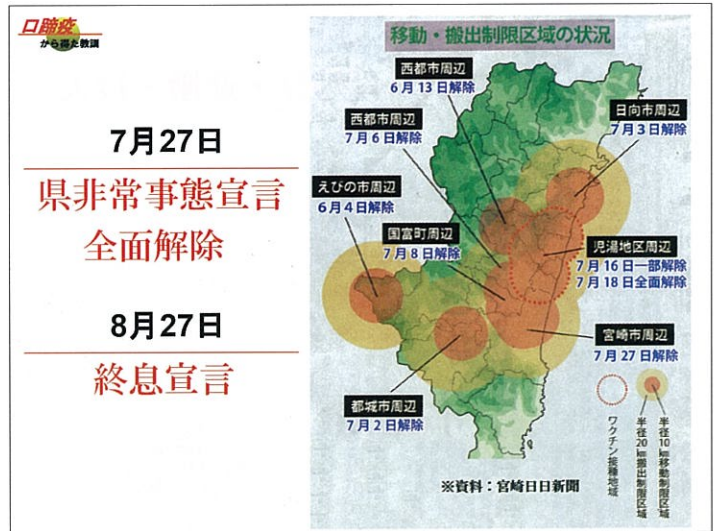 口蹄疫
から得た教訓
7月27日
県非常事態宣言
全面解除
8月27日
終息宣言
移動・搬出制限区域の状況
西都市周辺
6月13日解除
日向市周辺
7月3日解除
西都市周辺
7月6日解除
えびの市周辺
6月4日解除
国富町周辺
7月8日解除
児湯地区周辺
7月16日一部解除
7月18日全面解除
宮崎市周辺
7月27日解除
都城市周辺
7月2日解除
半径10㎞移動制限区域
半径20㎞搬出制限区域
ワクチン接種地域
※資料：宮崎日日新聞